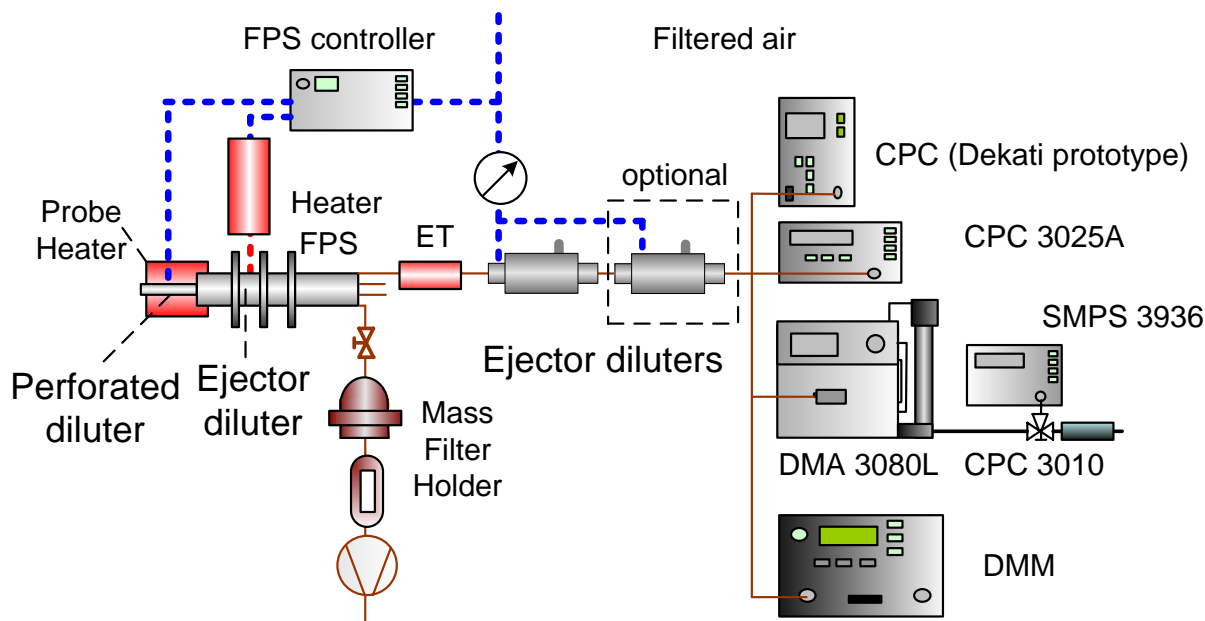 FPS controller
Filtered air
CPC (Dekati prototype)
optional
Probe
Heater
Heater
FPS
ET
CPC 3025A
SMPS 3936
Perforated
diluter
Ejector
diluter
Ejector diluters
Mass
Filter
Holder
DMA 3080L
CPC 3010
DMM